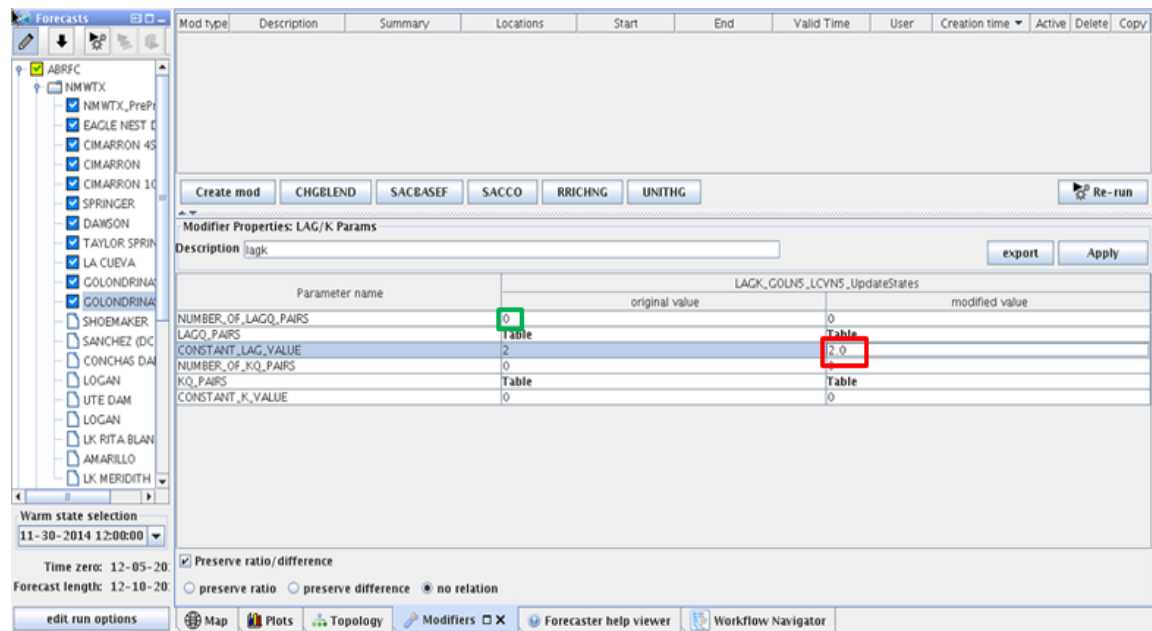 Forecasts
ABRFC
NMWTX
NMWTX_PrePr
EAGLE NEST D
CIMARRON 4S
CIMARRON
CIMARRON 10
SPRINGER
DAWSON
TAYLOR SPRIN
LA CUEVA
GOLONDRINA
GOLONDRINA
SHOEMAKER
SANCHEZ (DC
CONCHAS DA
LOGAN
UTE DAM
LOGAN
LK RITA BLAN
AMARILLO
LK MERIDITH
Warm state selection
11-30-2014 12:00:00
Time zero: 12-05-20
Forecast length: 12-10-20
edit run options
Mod type Description Summary Locations Start End Valid Time User Creation time Active Delete Copy
Create mod CHGBLEND SACBASEF SACCO RRICHNG UNITHG Re-run
Modifier Properties: LAG/K Params
Description lagk export Apply
Parameter name LAGK_GOLN5_LCVN5_UpdateStates
original value modified value
NUMBER_OF_LAGQ_PAIRS 0 0
LAGQ_PAIRS Table Table
CONSTANT_LAG_VALUE 2 2.0
NUMBER_OF_KQ_PAIRS 0 0
KQ_PAIRS Table Table
CONSTANT_K_VALUE 0 0
Preserve ratio/difference
preserve ratio preserve difference no relation
Map Plots Topology Modifiers Forecaster help viewer Workflow Navigator